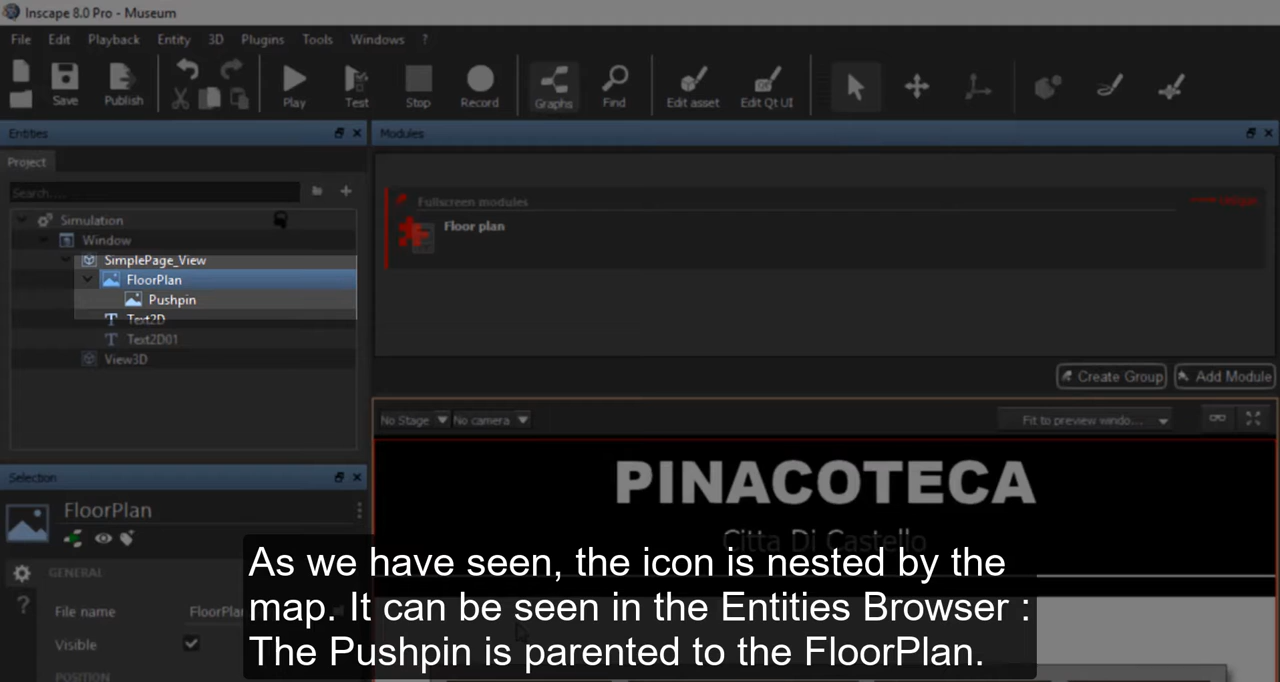 Inscape 8.0 Pro - Museum
File Edit Playback Entity 3D Plugins Tools Windows ?
Save Publish Play Test Stop Record Graphs Find Edit asset Edit Qt UI
Entities
Modules
Project
Search....
Simulation
Window
SimplePage_View
FloorPlan
Pushpin
Text2D
Text2D01
View3D
Fullscreen modules
Floor plan
Create Group Add Module
No Stage No camera Fit to preview windo...
Selection
FloorPlan
GENERAL
File name FloorPlan
Visible
POSITION
PINACOTECA
Citta Di Castello
As we have seen, the icon is nested by the
map. It can be seen in the Entities Browser :
The Pushpin is parented to the FloorPlan.